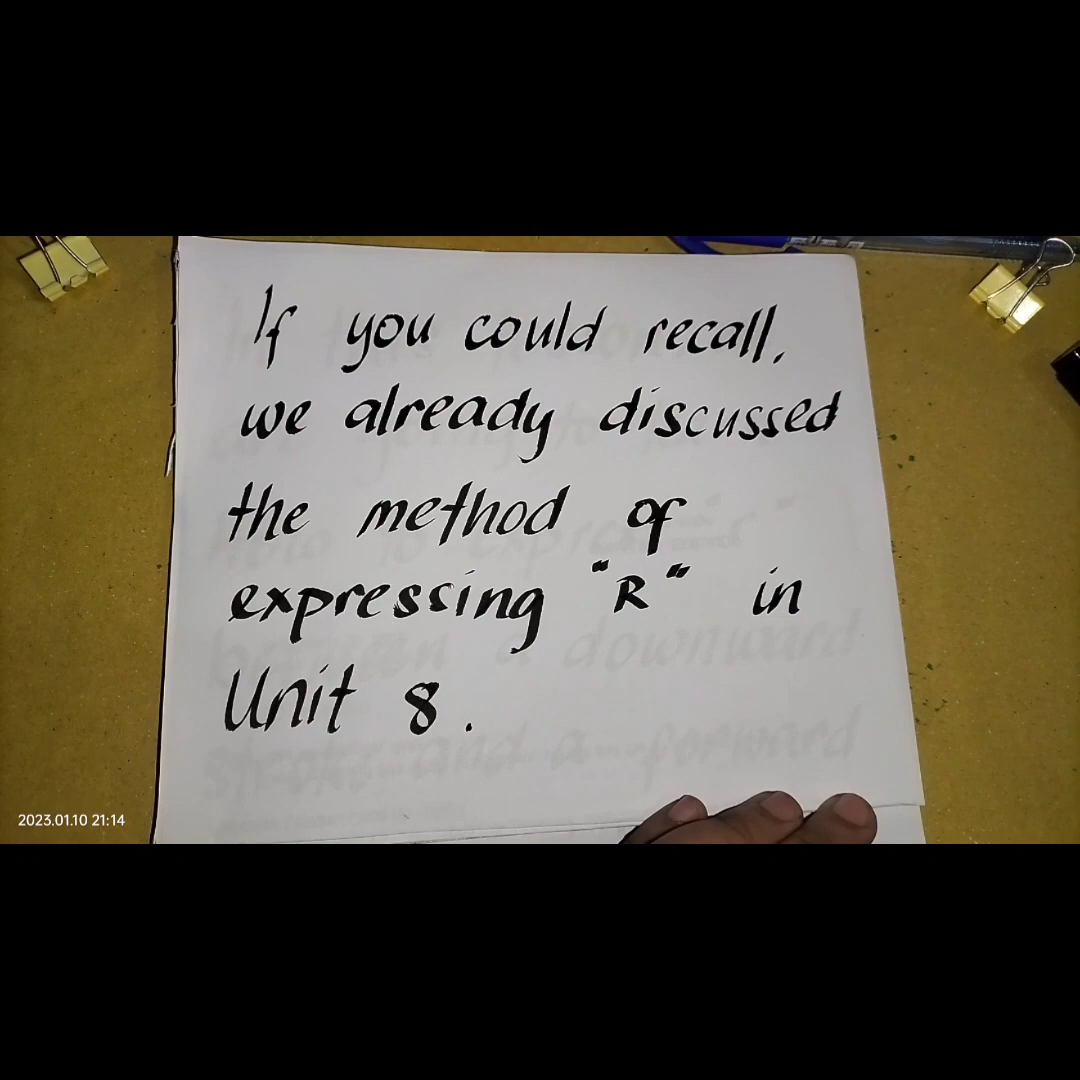 If you could recall,
we already discussed
the method of
expressing "R" in
Unit 8.
2023.01.10 21:14